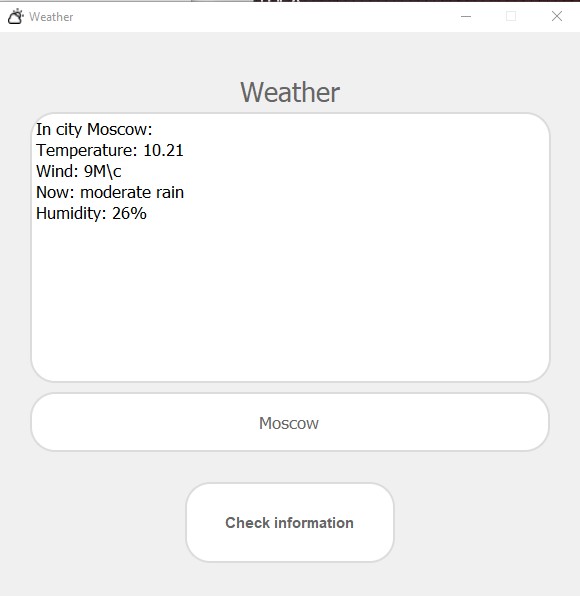 Weather
Weather
In city Moscow:
Temperature: 10.21
Wind: 9M\c
Now: moderate rain
Humidity: 26%
Moscow
Check information